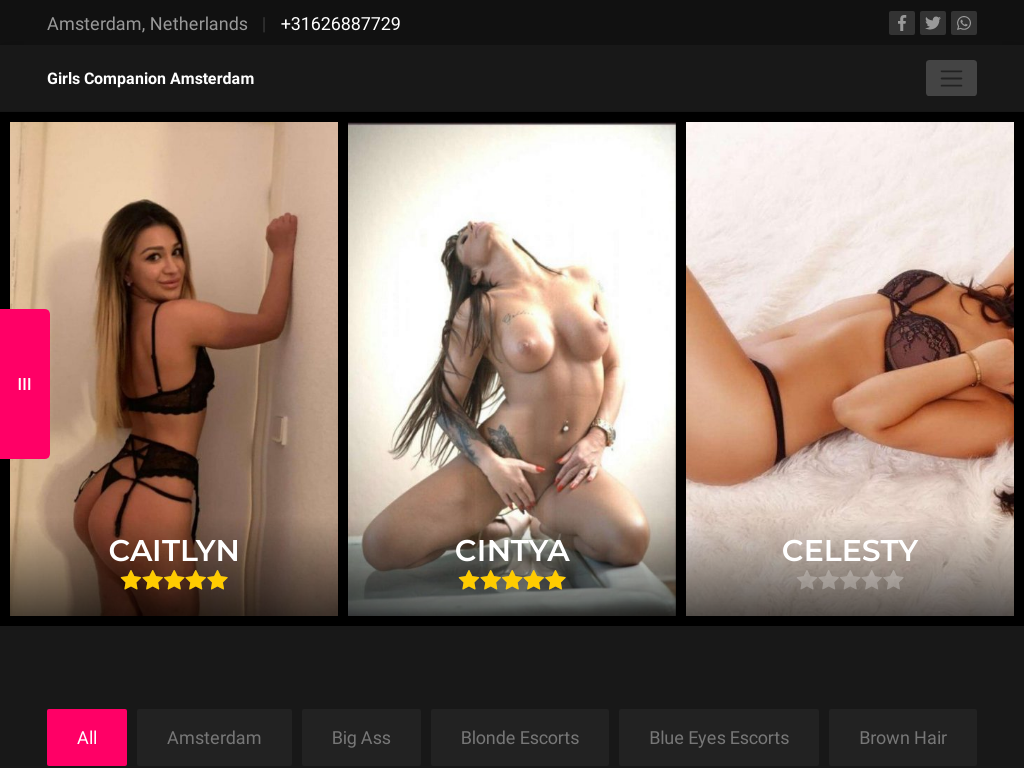 Amsterdam, Netherlands | +31626887729
Girls Companion Amsterdam
III
CAITLYN
CINTYA
CELESTY
All
Amsterdam
Big Ass
Blonde Escorts
Blue Eyes Escorts
Brown Hair